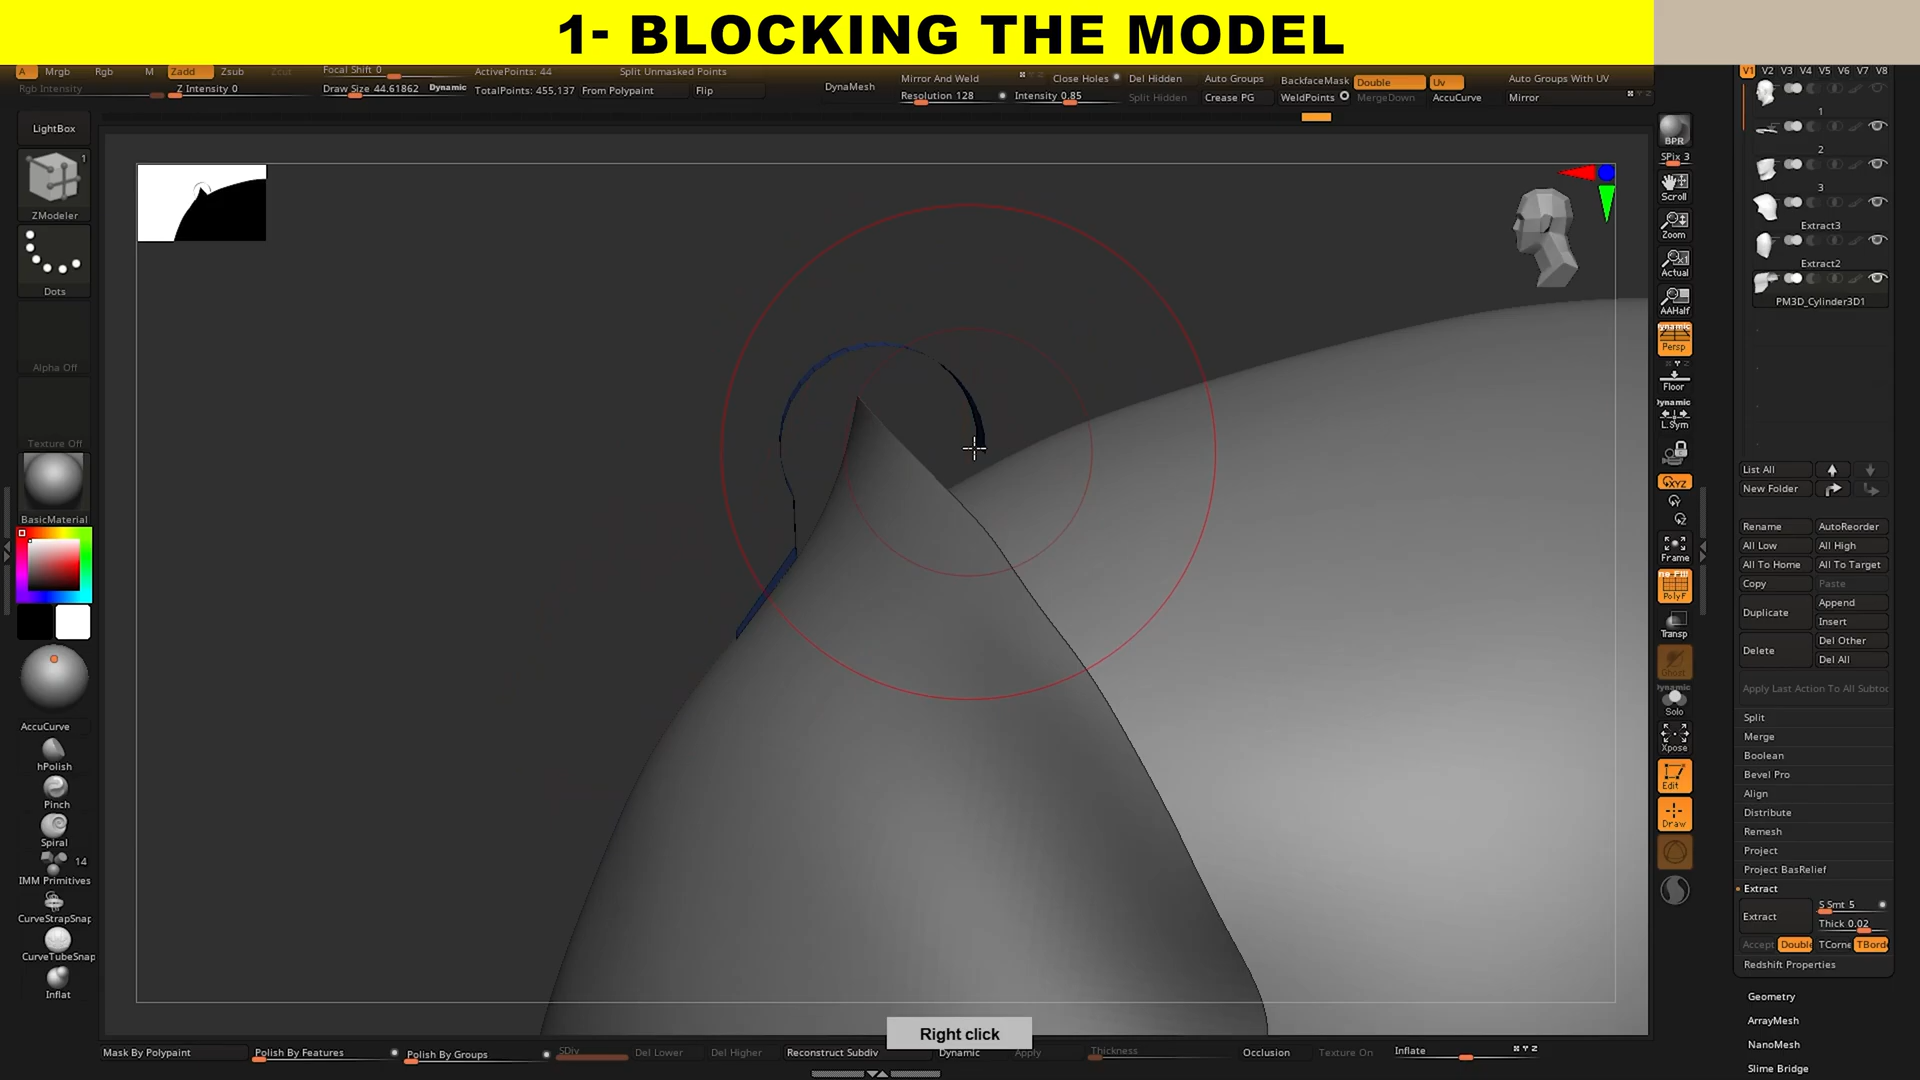 1- BLOCKING THE MODEL
A Mrgb Rgb M Zadd Zsub Zcut
Rgb Intensity Z Intensity 0
Focal Shift 0
Draw Size 44.61862 Dynamic
ActivePoints: 44
TotalPoints: 455,137
Split Unmasked Points
From Polypaint Flip
DynaMesh
Mirror And Weld
Resolution 128
Close Holes
Intensity 0.85
Del Hidden
Split Hidden
Auto Groups
Crease PG
BackfaceMask
WeldPoints
Double
MergeDown
Uv
AccuCurve
Auto Groups With UV
Mirror
LightBox
1
ZModeler
Dots
Alpha Off
Texture Off
BasicMaterial
AccuCurve
hPolish
Pinch
Spiral
14
IMM Primitives
CurveStrapSnap
CurveTubeSnap
Inflat
BPR
SPix 3
Scroll
Zoom
Actual
AAHalf
Dynamic
Persp
Floor
Dynamic
L.Sym
XYZ
Frame
PolyF
Transp
Ghost
Dynamic
Solo
Xpose
Edit
Draw
V1 V2 V3 V4 V5 V6 V7 V8
1
2
3
Extract3
Extract2
PM3D_Cylinder3D1
List All
New Folder
Rename AutoReorder
All Low All High
All To Home All To Target
Copy Paste
Duplicate Append
Insert
Delete Del Other
Del All
Apply Last Action To All Subtoo
Split
Merge
Boolean
Bevel Pro
Align
Distribute
Remesh
Project
Project BasRelief
Extract
Extract S Smt 5
Thick 0.02
Accept Double TCorne TBorde
Redshift Properties
Geometry
ArrayMesh
NanoMesh
Slime Bridge
Right click
Mask By Polypaint Polish By Features Polish By Groups SDiv Del Lower Del Higher Reconstruct Subdiv Dynamic Apply Thickness Occlusion Texture On Inflate